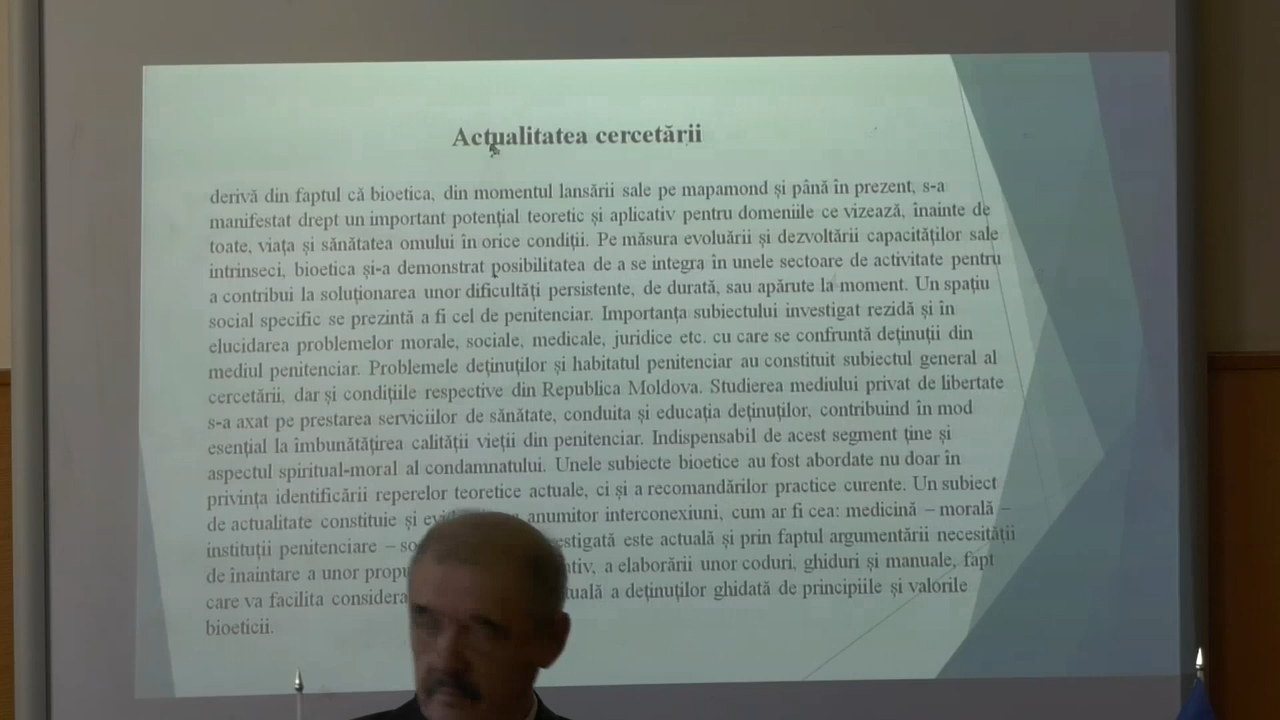 Actualitatea cercetării
derivă din faptul că bioetica, din momentul lansării sale pe mapamond și până în prezent, s-a
manifestat drept un important potențial teoretic și aplicativ pentru domeniile ce vizează, înainte de
toate, viața și sănătatea omului în orice condiții. Pe măsura evoluării și dezvoltării capacităților sale
intrinseci, bioetica și-a demonstrat posibilitatea de a se integra în unele sectoare de activitate pentru
a contribui la soluționarea unor dificultăți persistente, de durată, sau apărute la moment. Un spațiu
social specific se prezintă a fi cel de penitenciar. Importanța subiectului investigat rezidă și în
elucidarea problemelor morale, sociale, medicale, juridice etc. cu care se confruntă deținuții din
mediul penitenciar. Problemele deținuților și habitatul penitenciar au constituit subiectul general al
cercetării, dar și condițiile respective din Republica Moldova. Studierea mediului privat de libertate
s-a axat pe prestarea serviciilor de sănătate, conduita și educația deținuților, contribuind în mod
esențial la îmbunătățirea calității vieții din penitenciar. Indispensabil de acest segment ține și
aspectul spiritual-moral al condamnatului. Unele subiecte bioetice au fost abordate nu doar în
privința identificării reperelor teoretice actuale, ci și a recomandărilor practice curente. Un subiect
de actualitate constituie și anumitor interconexiuni, cum ar fi cea: medicină – morală –
instituții penitenciare – este actuală și prin faptul argumentării necesității
de înaintare a unor a elaborării unor coduri, ghiduri și manuale, fapt
care va facilita a deținuților ghidată de principiile și valorile
bioeticii.